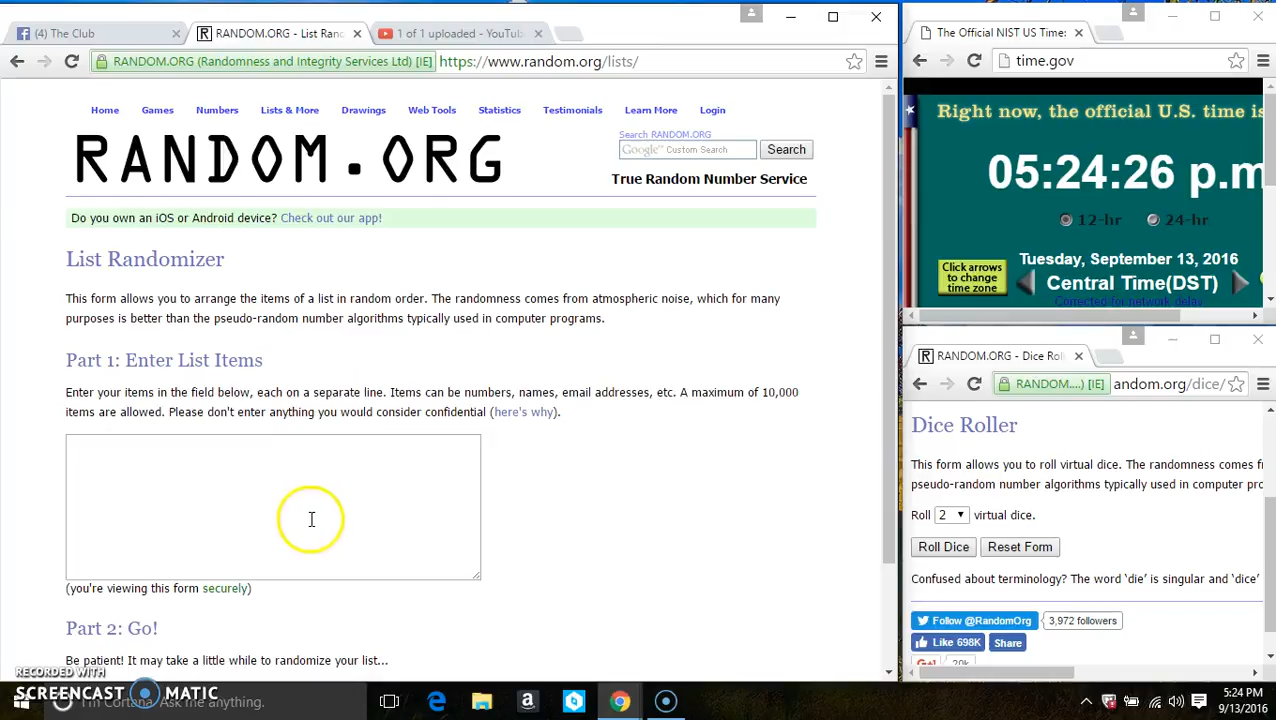 (4) The Club
RANDOM.ORG - List Ran
1 of 1 uploaded - YouTub
RANDOM.ORG (Randomness and Integrity Services Ltd) [IE] https://www.random.org/lists/
Home Games Numbers Lists & More Drawings Web Tools Statistics Testimonials Learn More Login
RANDOM.ORG
Search RANDOM.ORG
Google™ Custom Search
Search
True Random Number Service
Do you own an iOS or Android device? Check out our app!
List Randomizer
This form allows you to arrange the items of a list in random order. The randomness comes from atmospheric noise, which for many
purposes is better than the pseudo-random number algorithms typically used in computer programs.
Part 1: Enter List Items
Enter your items in the field below, each on a separate line. Items can be numbers, names, email addresses, etc. A maximum of 10,000
items are allowed. Please don't enter anything you would consider confidential (here's why).
(you're viewing this form securely)
Part 2: Go!
Be patient! It may take a little while to randomize your list...
The Official NIST US Time:
time.gov
Right now, the official U.S. time is
05:24:26 p.m
12-hr 24-hr
Click arrows
to change
time zone
Tuesday, September 13, 2016
Central Time(DST)
Corrected for network delay
RANDOM.ORG - Dice Roll
RANDOM....) [IE] andom.org/dice/
Dice Roller
This form allows you to roll virtual dice. The randomness comes f
pseudo-random number algorithms typically used in computer pro
Roll 2 virtual dice.
Roll Dice
Reset Form
Confused about terminology? The word 'die' is singular and 'dice'
Follow @RandomOrg
3,972 followers
Like 698K
Share
G+1
20k
RECORDED WITH
SCREENCAST MATIC
I'm Cortana. Ask me anything.
5:24 PM
9/13/2016